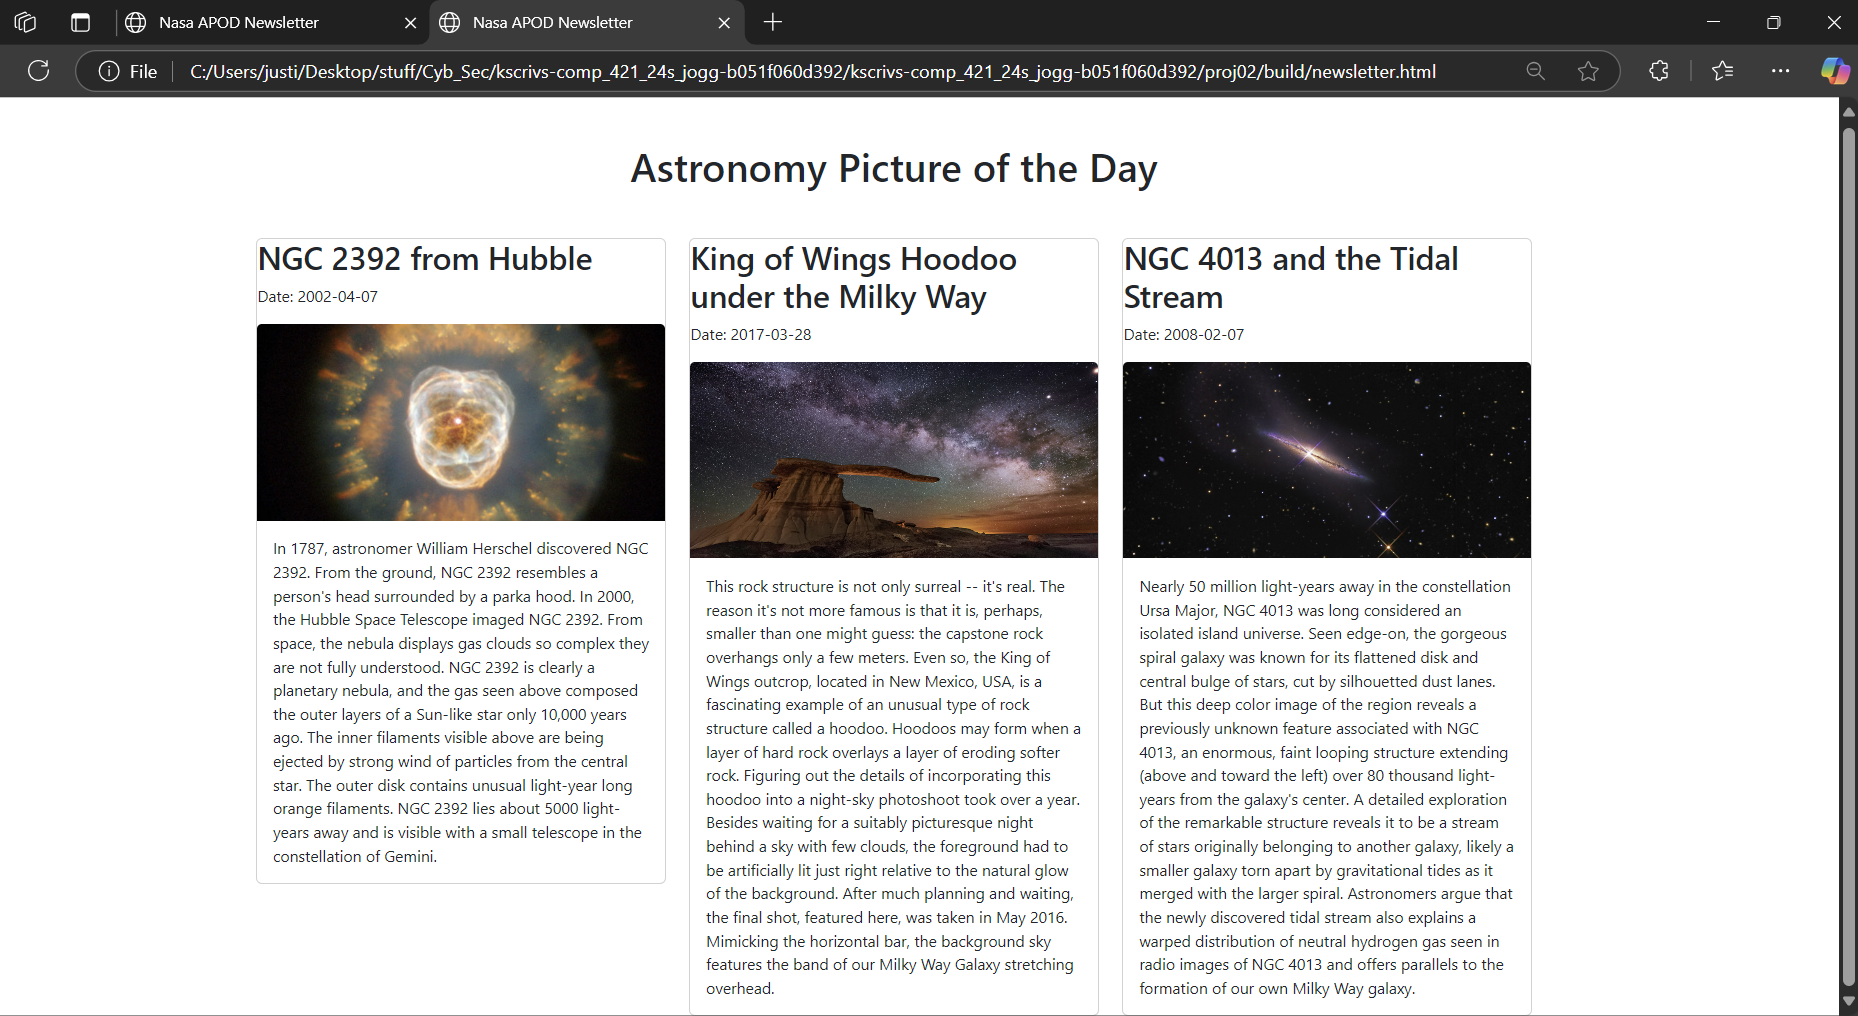 Nasa APOD Newsletter
Nasa APOD Newsletter
File
C:/Users/justi/Desktop/stuff/Cyb_Sec/kscrivs-comp_421_24s_jogg-b051f060d392/kscrivs-comp_421_24s_jogg-b051f060d392/proj02/build/newsletter.html
Astronomy Picture of the Day
NGC 2392 from Hubble
Date: 2002-04-07
In 1787, astronomer William Herschel discovered NGC
2392. From the ground, NGC 2392 resembles a
person's head surrounded by a parka hood. In 2000,
the Hubble Space Telescope imaged NGC 2392. From
space, the nebula displays gas clouds so complex they
are not fully understood. NGC 2392 is clearly a
planetary nebula, and the gas seen above composed
the outer layers of a Sun-like star only 10,000 years
ago. The inner filaments visible above are being
ejected by strong wind of particles from the central
star. The outer disk contains unusual light-year long
orange filaments. NGC 2392 lies about 5000 light-
years away and is visible with a small telescope in the
constellation of Gemini.
King of Wings Hoodoo
under the Milky Way
Date: 2017-03-28
This rock structure is not only surreal -- it's real. The
reason it's not more famous is that it is, perhaps,
smaller than one might guess: the capstone rock
overhangs only a few meters. Even so, the King of
Wings outcrop, located in New Mexico, USA, is a
fascinating example of an unusual type of rock
structure called a hoodoo. Hoodoos may form when a
layer of hard rock overlays a layer of eroding softer
rock. Figuring out the details of incorporating this
hoodoo into a night-sky photoshoot took over a year.
Besides waiting for a suitably picturesque night
behind a sky with few clouds, the foreground had to
be artificially lit just right relative to the natural glow
of the background. After much planning and waiting,
the final shot, featured here, was taken in May 2016.
Mimicking the horizontal bar, the background sky
features the band of our Milky Way Galaxy stretching
overhead.
NGC 4013 and the Tidal
Stream
Date: 2008-02-07
Nearly 50 million light-years away in the constellation
Ursa Major, NGC 4013 was long considered an
isolated island universe. Seen edge-on, the gorgeous
spiral galaxy was known for its flattened disk and
central bulge of stars, cut by silhouetted dust lanes.
But this deep color image of the region reveals a
previously unknown feature associated with NGC
4013, an enormous, faint looping structure extending
(above and toward the left) over 80 thousand light-
years from the galaxy's center. A detailed exploration
of the remarkable structure reveals it to be a stream
of stars originally belonging to another galaxy, likely a
smaller galaxy torn apart by gravitational tides as it
merged with the larger spiral. Astronomers argue that
the newly discovered tidal stream also explains a
warped distribution of neutral hydrogen gas seen in
radio images of NGC 4013 and offers parallels to the
formation of our own Milky Way galaxy.